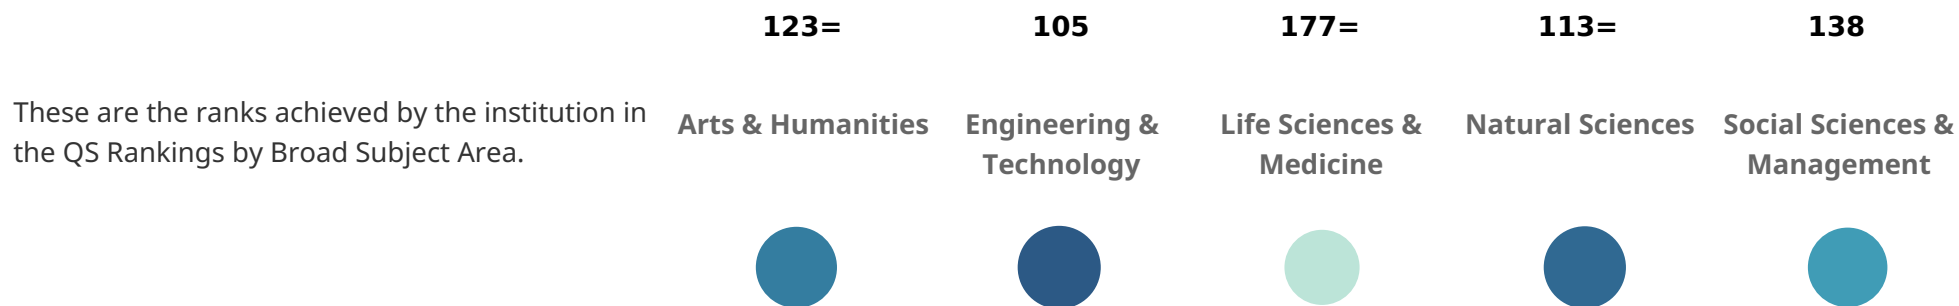 123= 105 177= 113= 138
These are the ranks achieved by the institution in
the QS Rankings by Broad Subject Area.
Arts & Humanities
Engineering &
Technology
Life Sciences &
Medicine
Natural Sciences
Social Sciences &
Management